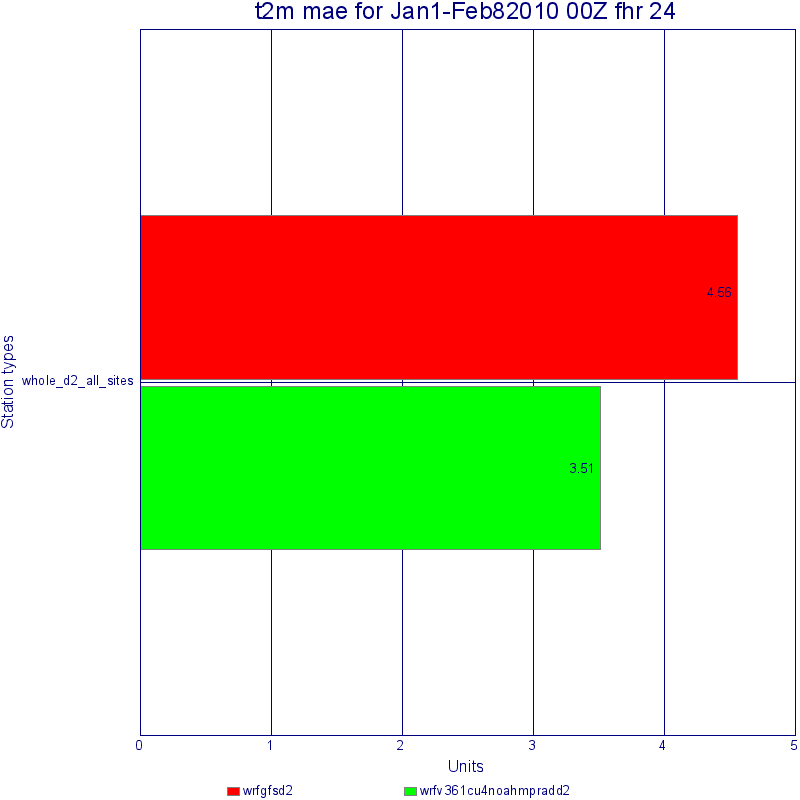 t2m mae for Jan1-Feb82010 00Z fhr 24
4.56
Station types
whole_d2_all_sites
3.51
0 1 2 3 4 5
Units
wrfgfsd2 wrfv361cu4noahmpradd2